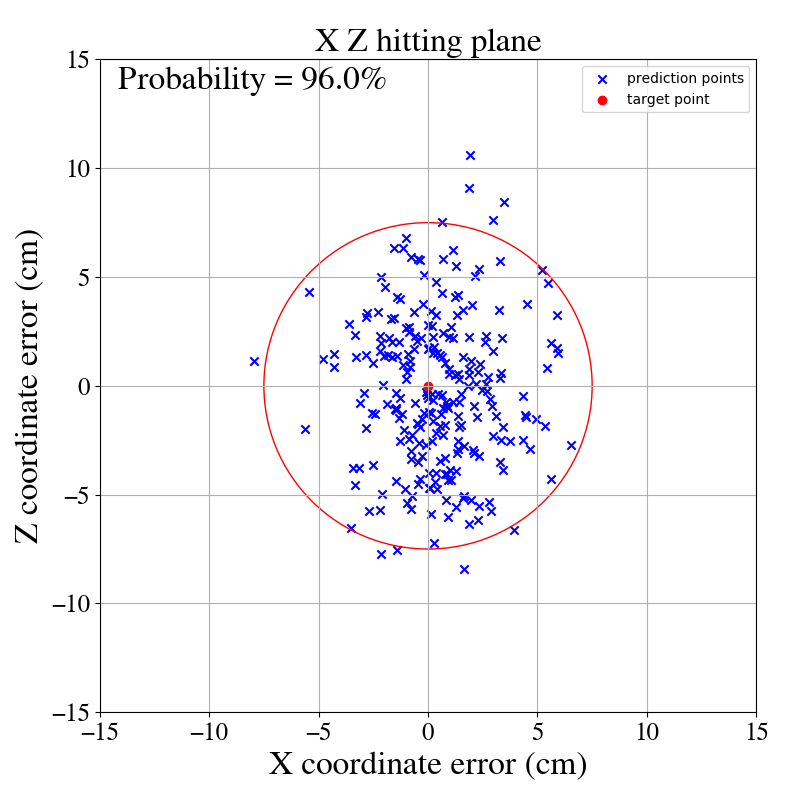 X Z hitting plane
Probability = 96.0%
prediction points
target point
15
10
5
0
−5
−10
−15
−15
−10
−5
0
5
10
15
Z coordinate error (cm)
X coordinate error (cm)